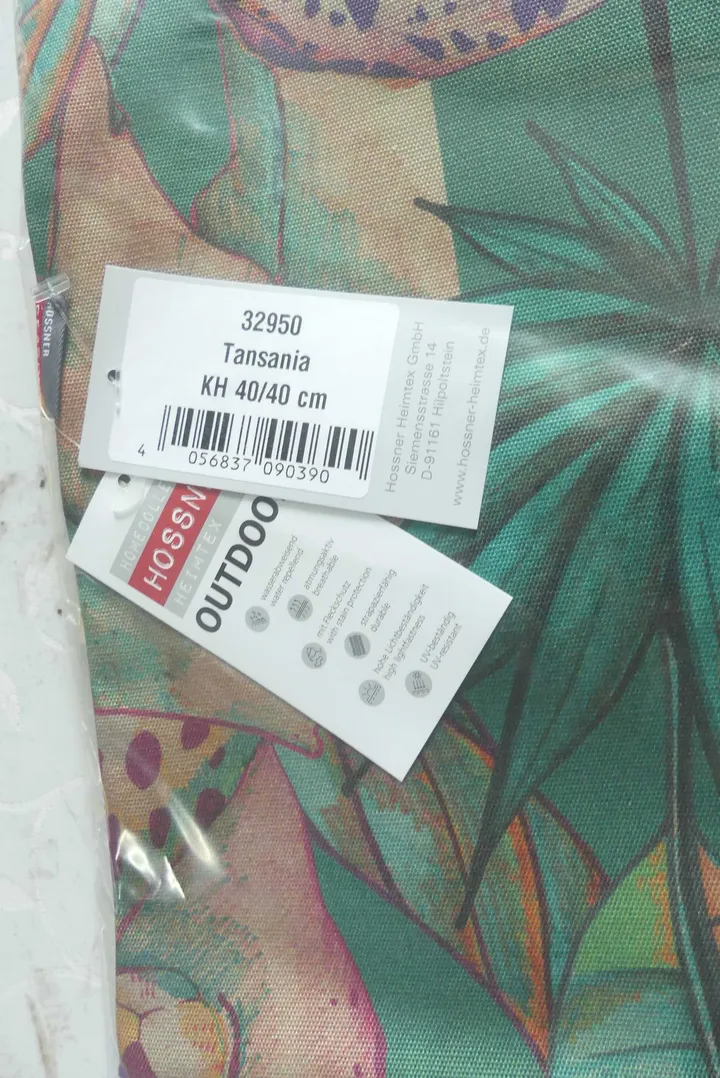 32950
Tansania
KH 40/40 cm
4 056837 090390
Hossner Heimtex GmbH
Siemensstrasse 14
D-91161 Hilpoltstein
www.hossner-heimtex.de
HOSSN
HEIMTEX
OUTDOO
wasserabweisend
water repellend
atmungsaktiv
breathable
mit Fleckschutz
with stain protection
strapazierfähig
durable
hohe Lichtbeständigkeit
high lightfastness
UV-beständig
UV-resistant
HOSSNER